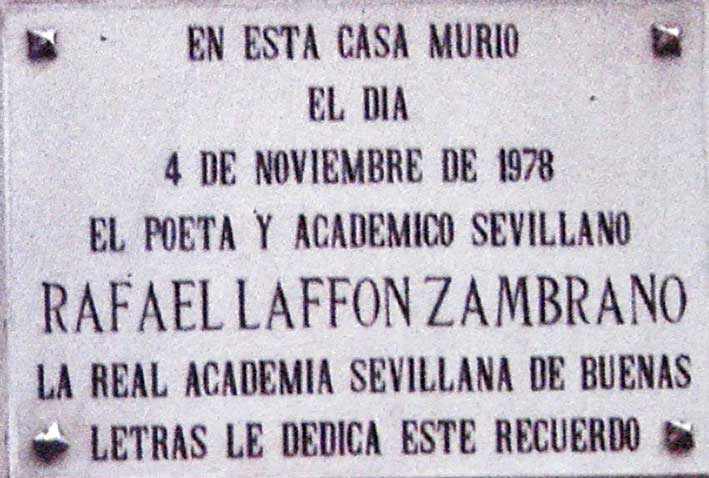 EN ESTA CASA MURIO
EL DIA
4 DE NOVIEMBRE DE 1978
EL POETA Y ACADEMICO SEVILLANO
RAFAEL LAFFON ZAMBRANO
LA REAL ACADEMIA SEVILLANA DE BUENAS
LETRAS LE DEDICA ESTE RECUERDO